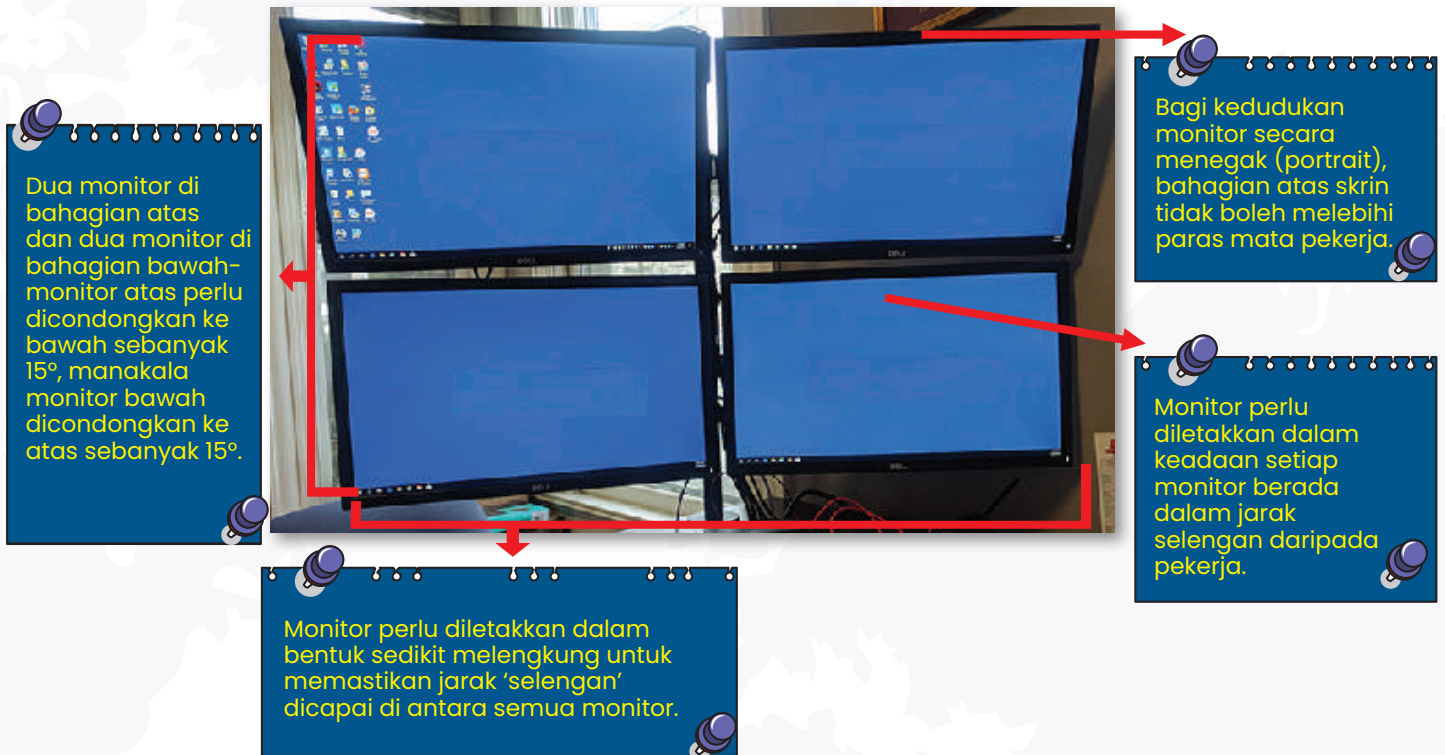 Dua monitor di
bahagian atas
dan dua monitor di
bahagian bawah-
monitor atas perlu
dicondongkan ke
bawah sebanyak
15°, manakala
monitor bawah
dicondongkan ke
atas sebanyak 15°.
Bagi kedudukan
monitor secara
menegak (portrait),
bahagian atas skrin
tidak boleh melebihi
paras mata pekerja.
Monitor perlu
diletakkan dalam
keadaan setiap
monitor berada
dalam jarak
selengan daripada
pekerja.
Monitor perlu diletakkan dalam
bentuk sedikit melengkung untuk
memastikan jarak ‘selengan’
dicapai di antara semua monitor.
DELL
DELL
DELL